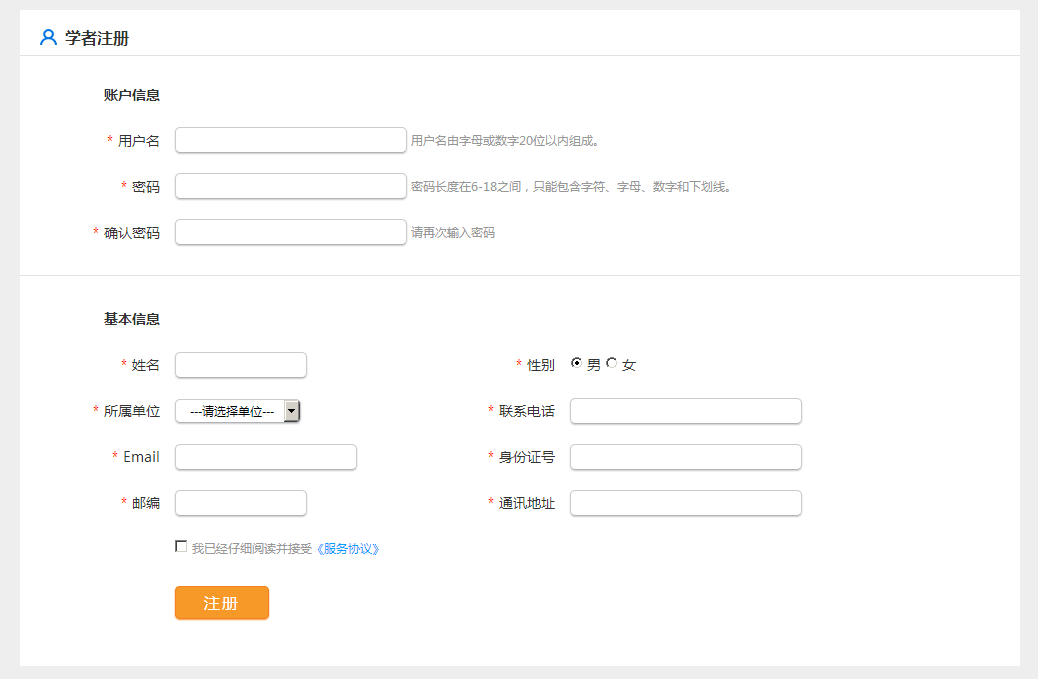 学者注册
账户信息
* 用户名 用户名由字母或数字20位以内组成。
* 密码 密码长度在6-18之间，只能包含字符、字母、数字和下划线。
* 确认密码 请再次输入密码
基本信息
* 姓名 * 性别 男 女
* 所属单位 ---请选择单位--- * 联系电话
* Email * 身份证号
* 邮编 * 通讯地址
我已经仔细阅读并接受《服务协议》
注册